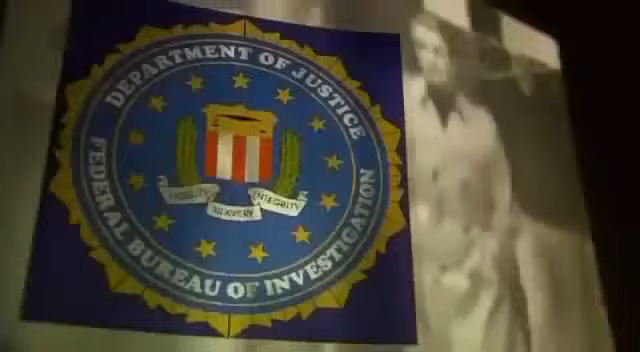 DEPARTMENT OF JUSTICE
FEDERAL BUREAU OF INVESTIGATION
FIDELITY
BRAVERY
INTEGRITY